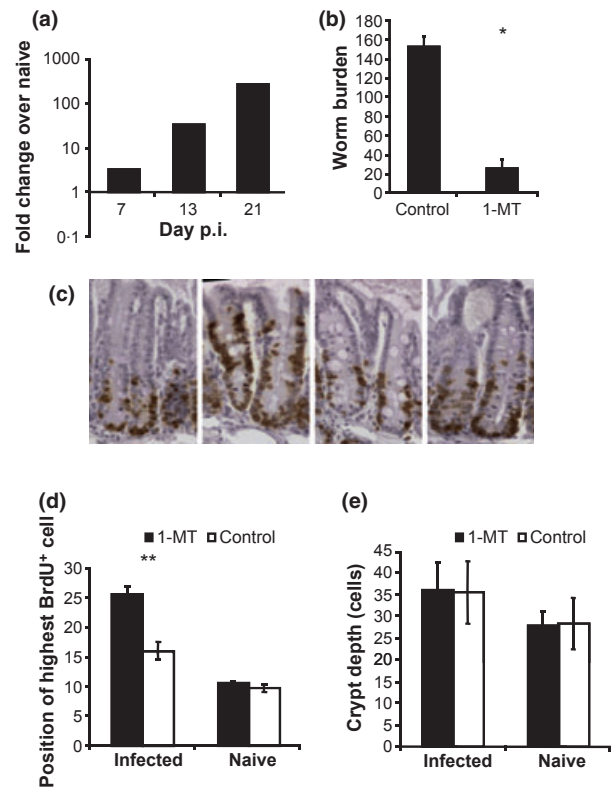 (a)
Fold change over naive
1000
100
10
1
0·1
7 13 21
Day p.i.
(b)
Worm burden
180
160
140
120
100
80
60
40
20
0
*
Control 1-MT
(c)
(d)
1-MT Control
Position of highest BrdU⁺ cell
30
25
20
15
10
5
0
**
Infected Naive
(e)
1-MT Control
Crypt depth (cells)
45
40
35
30
25
20
15
10
5
0
Infected Naive